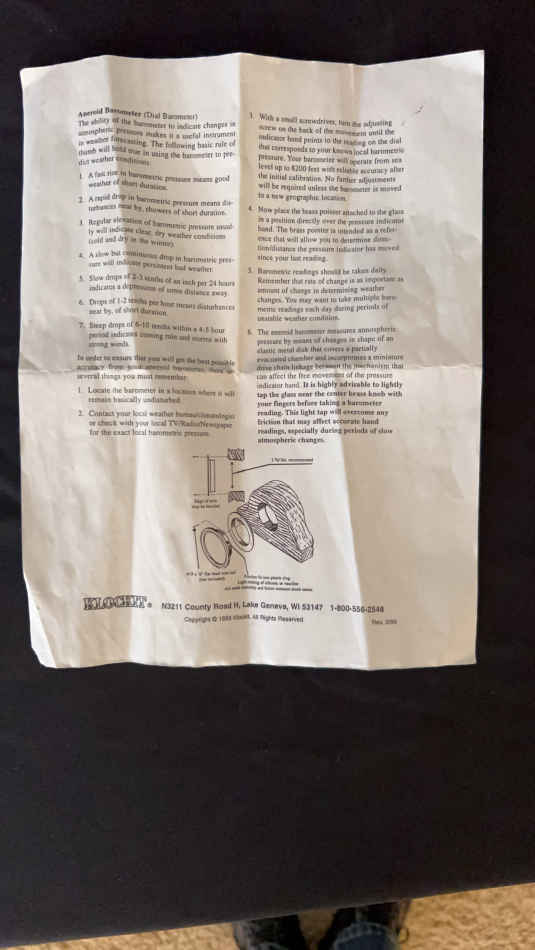 Aneroid Barometer (Dial Barometer)
The ability of the barometer to indicate changes in
atmospheric pressure makes it a useful instrument
in weather forecasting. The following basic rule of
thumb will hold true in using the barometer to pre-
dict weather conditions.
1. A fast rise in barometric pressure means good
weather of short duration.
2. A rapid drop in barometric pressure means dis-
turbances near by, showers of short duration.
3. Regular elevation of barometric pressure usual-
ly will indicate clear, dry weather conditions
(cold and dry in the winter).
4. A slow but continuous drop in barometric pres-
sure will indicate persistent bad weather.
5. Slow drops of 2-3 tenths of an inch per 24 hours
indicates a depression of some distance away.
6. Drops of 1-2 tenths per hour means disturbances
near by, of short duration.
7. Steep drops of 6-10 tenths within a 4-5 hour
period indicates coming rain and storms with
strong winds.
In order to ensure that you will get the best possible
accuracy from your aneroid barometer, there are
several things you must remember:
1. Locate the barometer in a location where it will
remain basically undisturbed.
2. Contact your local weather bureau/climatologist
or check with your local TV/Radio/Newspaper
for the exact local barometric pressure.
3. With a small screwdriver, turn the adjusting
screw on the back of the movement until the
indicator hand points to the reading on the dial
that corresponds to your known local barometric
pressure. Your barometer will operate from sea
level up to 8200 feet with reliable accuracy after
the initial calibration. No further adjustments
will be required unless the barometer is moved
to a new geographic location.
4. Now place the brass pointer attached to the glass
in a position directly over the pressure indicator
hand. The brass pointer is intended as a refer-
ence that will allow you to determine direc-
tion/distance the pressure indicator has moved
since your last reading.
5. Barometric readings should be taken daily.
Remember that rate of change is as important as
amount of change in determining weather
changes. You may want to take multiple baro-
metric readings each day during periods of
unstable weather condition.
6. The aneroid barometer measures atmospheric
pressure by means of changes in shape of an
elastic metal disk that covers a partially
evacuated chamber and incorporates a miniature
drive chain linkage between the mechanism that
can affect the free movement of the pressure
indicator hand. It is highly advisable to lightly
tap the glass near the center brass knob with
your fingers before taking a barometer
reading. This light tap will overcome any
friction that may affect accurate hand
readings, especially during periods of slow
atmospheric changes.
recommended
Edge of
may be
(not included)
Light coating of silicone or
KLOCKIT® N3211 County Road H, Lake Geneva, WI 53147 1-800-556-2548
Copyright © 1999 Klockit, All Rights Reserved
Rev.